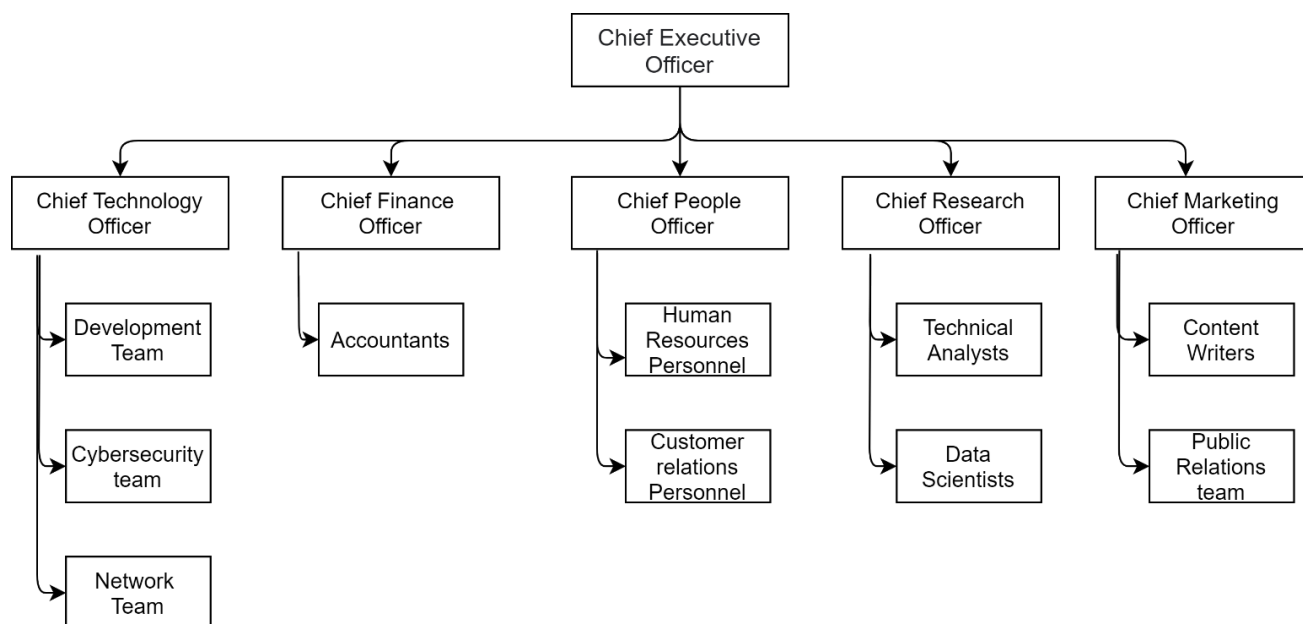 Chief Executive
Officer
Chief Technology
Officer
Chief Finance
Officer
Chief People
Officer
Chief Research
Officer
Chief Marketing
Officer
Development
Team
Accountants
Human
Resources
Personnel
Technical
Analysts
Content
Writers
Cybersecurity
team
Customer
relations
Personnel
Data
Scientists
Public
Relations
team
Network
Team